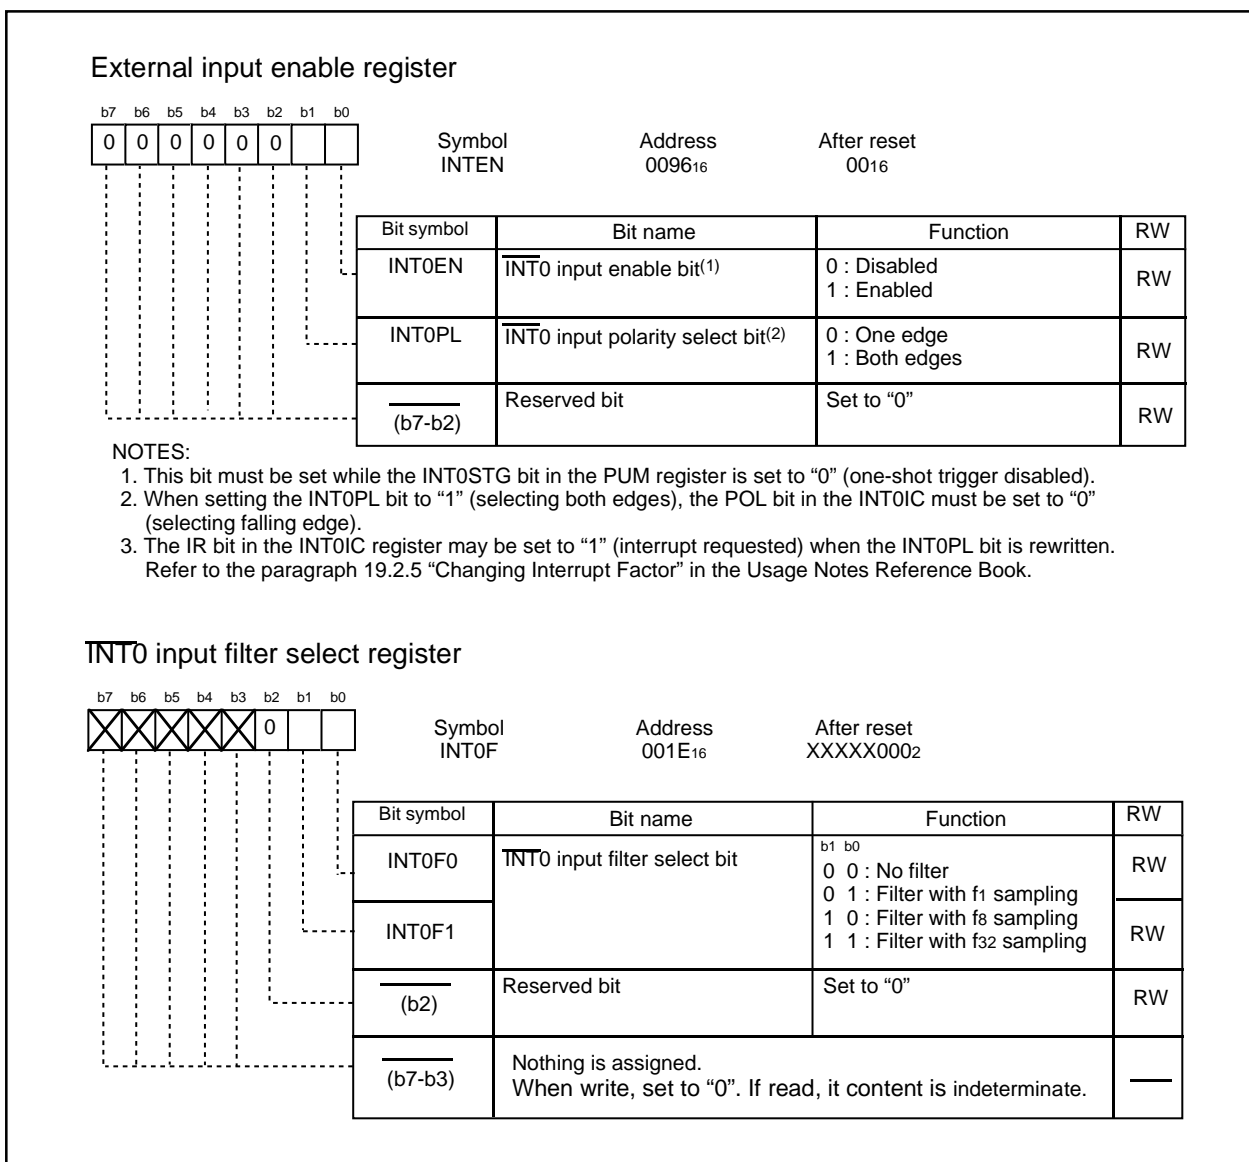 External input enable register
b7 b6 b5 b4 b3 b2 b1 b0
0 0 0 0 0 0
Symbol Address After reset
INTEN 009616 0016
Bit symbol Bit name Function RW
INT0EN INT0 input enable bit(1) 0 : Disabled RW
1 : Enabled
INT0PL INT0 input polarity select bit(2) 0 : One edge RW
1 : Both edges
(b7-b2) Reserved bit Set to “0” RW
NOTES:
1. This bit must be set while the INT0STG bit in the PUM register is set to “0” (one-shot trigger disabled).
2. When setting the INT0PL bit to “1” (selecting both edges), the POL bit in the INT0IC must be set to “0”
(selecting falling edge).
3. The IR bit in the INT0IC register may be set to “1” (interrupt requested) when the INT0PL bit is rewritten.
Refer to the paragraph 19.2.5 “Changing Interrupt Factor” in the Usage Notes Reference Book.
INT0 input filter select register
b7 b6 b5 b4 b3 b2 b1 b0
0
Symbol Address After reset
INT0F 001E16 XXXXX0002
Bit symbol Bit name Function RW
INT0F0 INT0 input filter select bit b1 b0 RW
0 0 : No filter
0 1 : Filter with f1 sampling
INT0F1 1 0 : Filter with f8 sampling RW
1 1 : Filter with f32 sampling
(b2) Reserved bit Set to “0” RW
(b7-b3) Nothing is assigned.
When write, set to “0”. If read, it content is indeterminate.